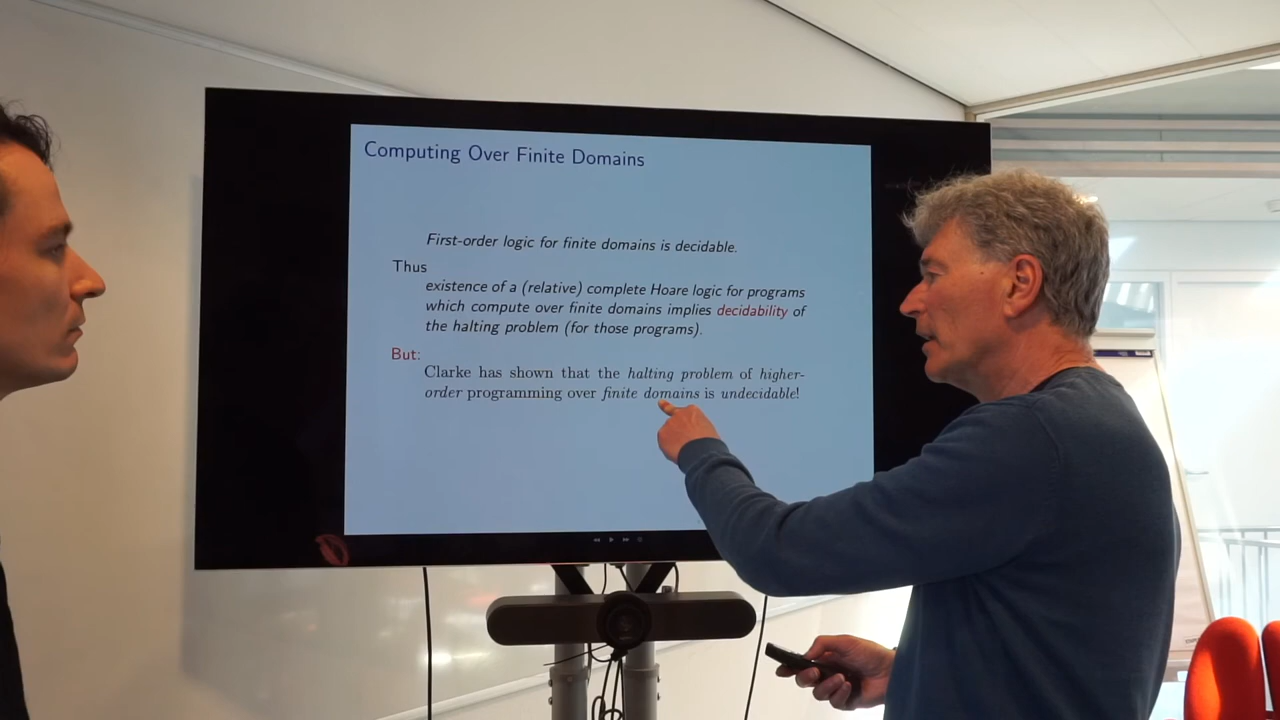 Computing Over Finite Domains
First-order logic for finite domains is decidable.
Thus
existence of a (relative) complete Hoare logic for programs
which compute over finite domains implies decidability of
the halting problem (for those programs).
But:
Clarke has shown that the halting problem of higher-
order programming over finite domains is undecidable!